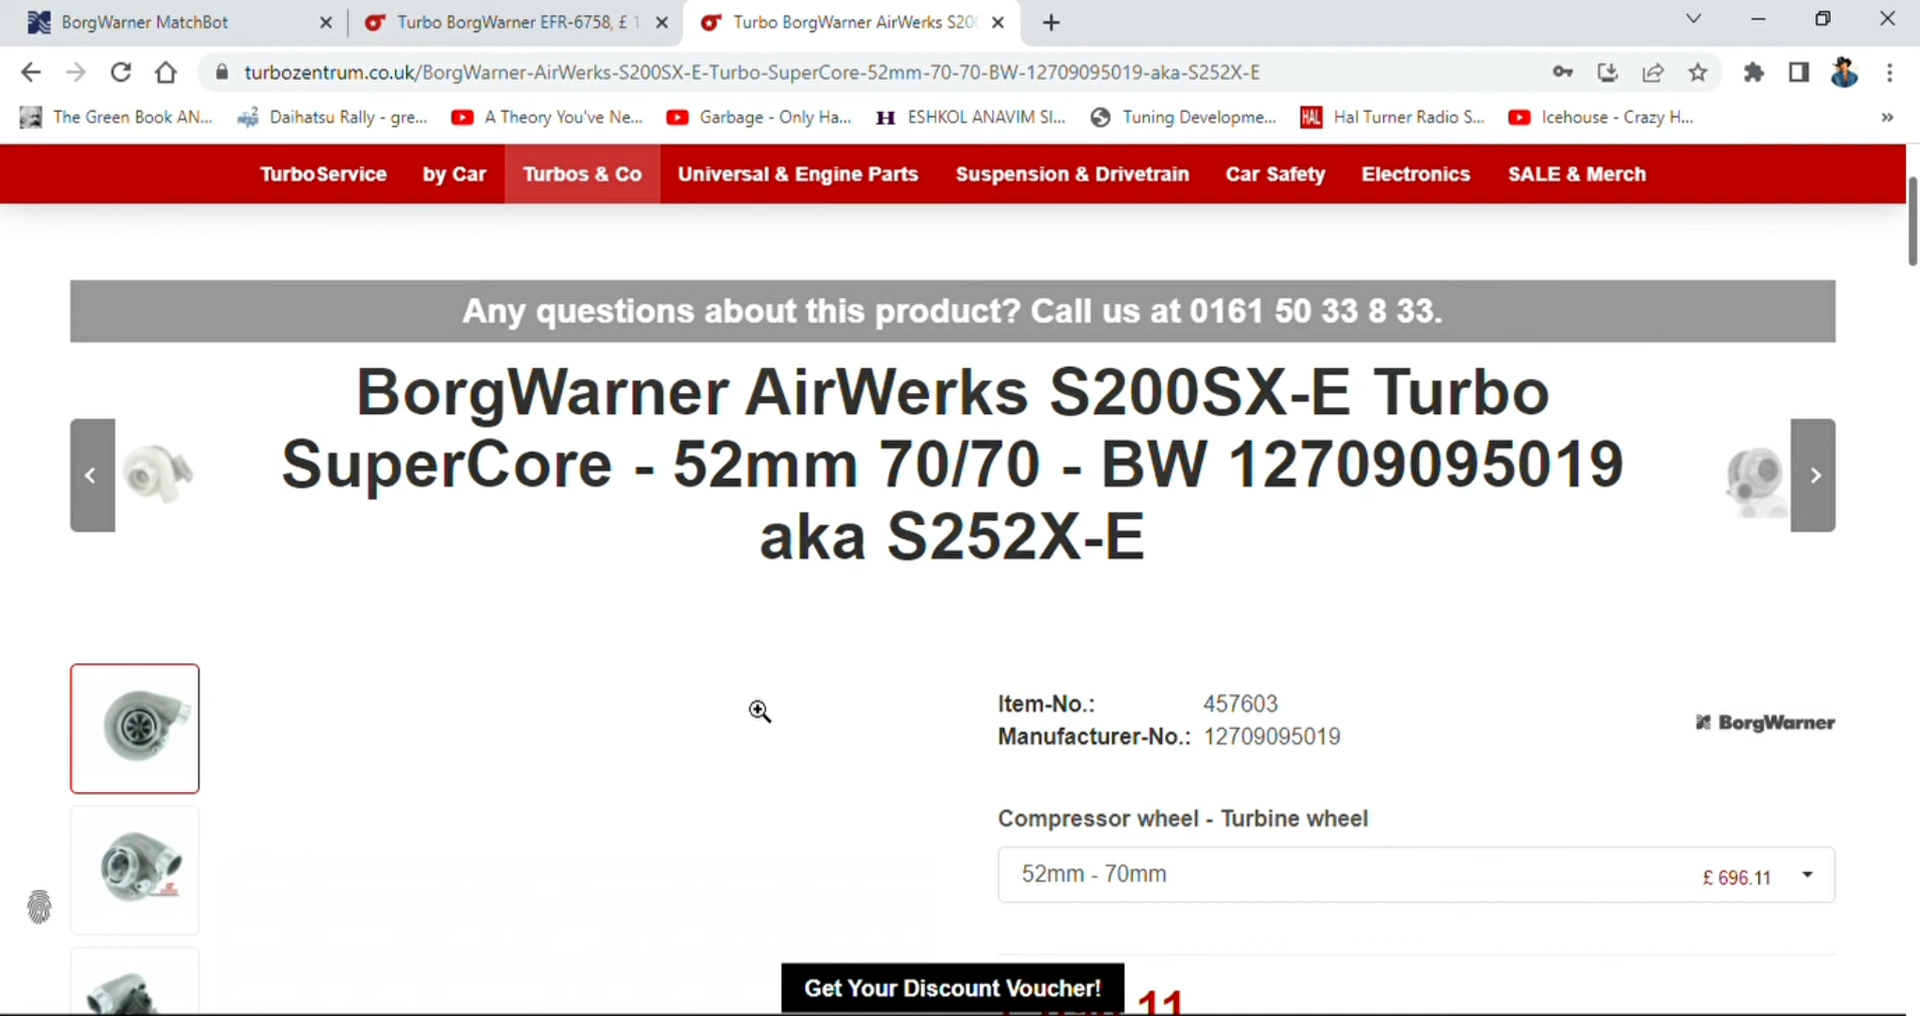 BorgWarner MatchBot
Turbo BorgWarner EFR-6758, £ 1
Turbo BorgWarner AirWerks S200
turbozentrum.co.uk/BorgWarner-AirWerks-S200SX-E-Turbo-SuperCore-52mm-70-70-BW-12709095019-aka-S252X-E
The Green Book AN...
Daihatsu Rally - gre...
A Theory You've Ne...
Garbage - Only Ha...
H ESHKOL ANAVIM SI...
Tuning Developme...
HAL Hal Turner Radio S...
Icehouse - Crazy H...
TurboService by Car Turbos & Co Universal & Engine Parts Suspension & Drivetrain Car Safety Electronics SALE & Merch
Any questions about this product? Call us at 0161 50 33 8 33.
BorgWarner AirWerks S200SX-E Turbo
SuperCore - 52mm 70/70 - BW 12709095019
aka S252X-E
Item-No.: 457603
Manufacturer-No.: 12709095019
BorgWarner
Compressor wheel - Turbine wheel
52mm - 70mm £ 696.11
Get Your Discount Voucher!
11